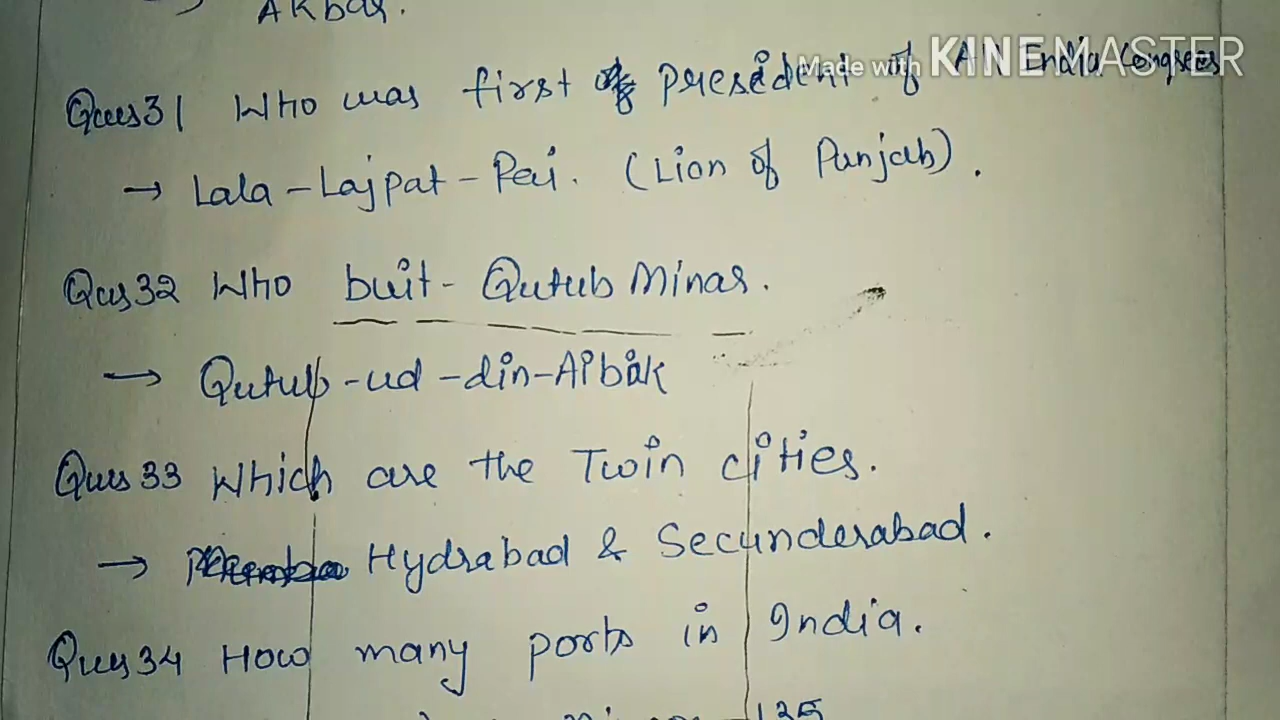 Akbar.
Made with KINEMASTER
Ques31 Who was first of president of All India Congress
→ Lala-Lajpat-Rai. (Lion of Punjab).
Qus32 Who buit- Qutub Minar.
→ Qutub-ud-din-Aibak
Ques33 Which are the Twin cities.
→ Hydrabad & Secunderabad.
Ques34 How many ports in India.
135